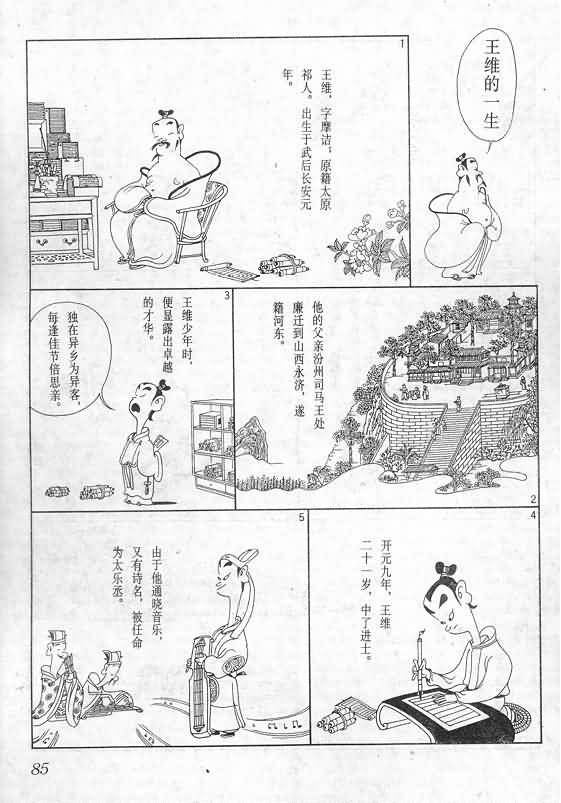 王维的一生
1
王维，字摩诘，原籍太原
祁人。出生于武后长安元
年。
2
他的父亲汾州司马王处
廉迁到山西永济，遂
籍河东。
3
王维少年时，
便显露出卓越
的才华。
独在异乡为异客，
每逢佳节倍思亲。
4
开元九年，王维
二十一岁，中了进士。
5
由于他通晓音乐，
又有诗名，被任命
为太乐丞。
85